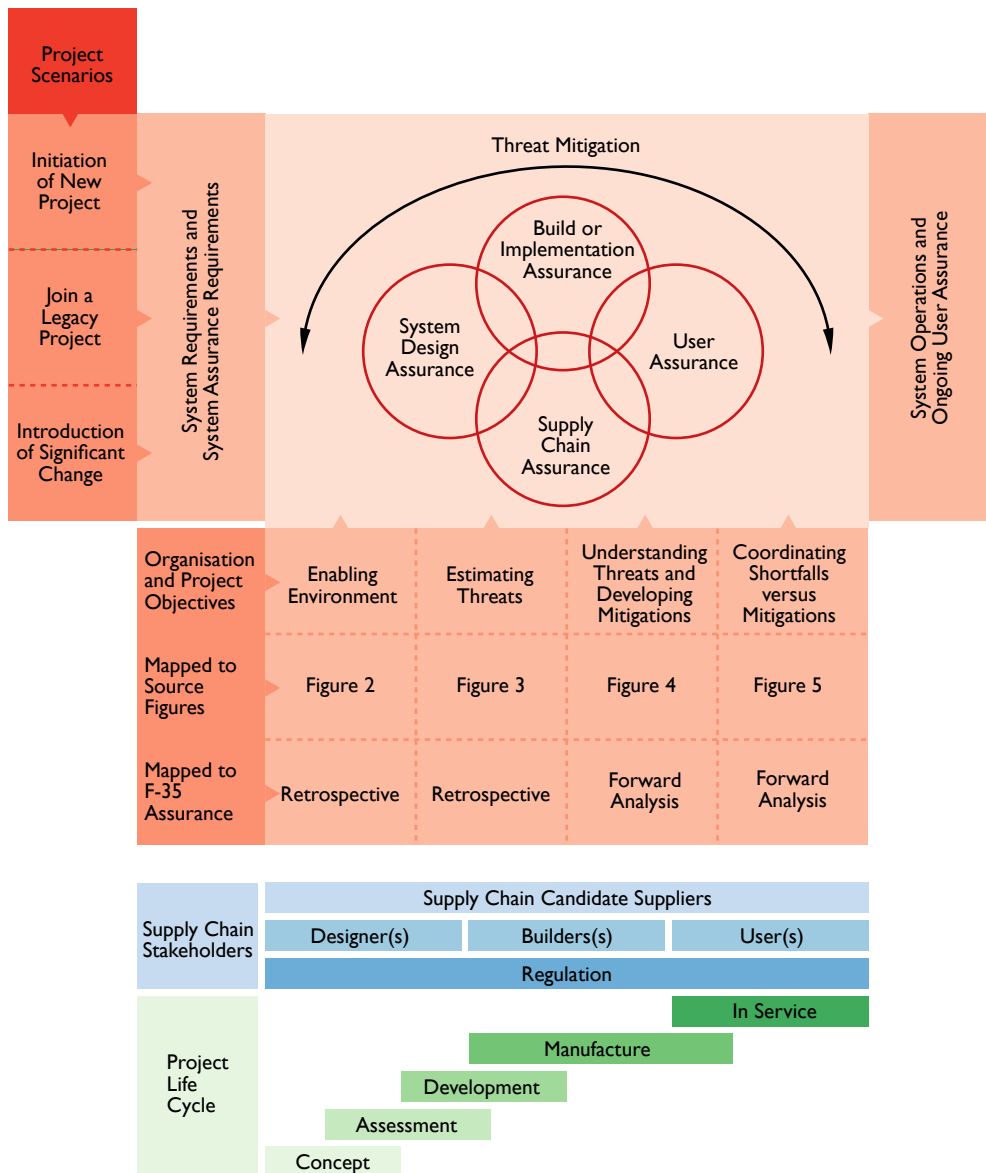 Project
Scenarios
Initiation
of New
Project
Join a
Legacy
Project
Introduction
of Significant
Change
System Requirements and
System Assurance Requirements
Threat Mitigation
Build or
Implementation
Assurance
System
Design
Assurance
User
Assurance
Supply
Chain
Assurance
System Operations and
Ongoing User Assurance
Organisation
and Project
Objectives
Enabling
Environment
Estimating
Threats
Understanding
Threats and
Developing
Mitigations
Coordinating
Shortfalls
versus
Mitigations
Mapped to
Source
Figures
Figure 2
Figure 3
Figure 4
Figure 5
Mapped to
F-35
Assurance
Retrospective
Retrospective
Forward
Analysis
Forward
Analysis
Supply Chain
Stakeholders
Supply Chain Candidate Suppliers
Designer(s)
Builders(s)
User(s)
Regulation
Project
Life
Cycle
In Service
Manufacture
Development
Assessment
Concept